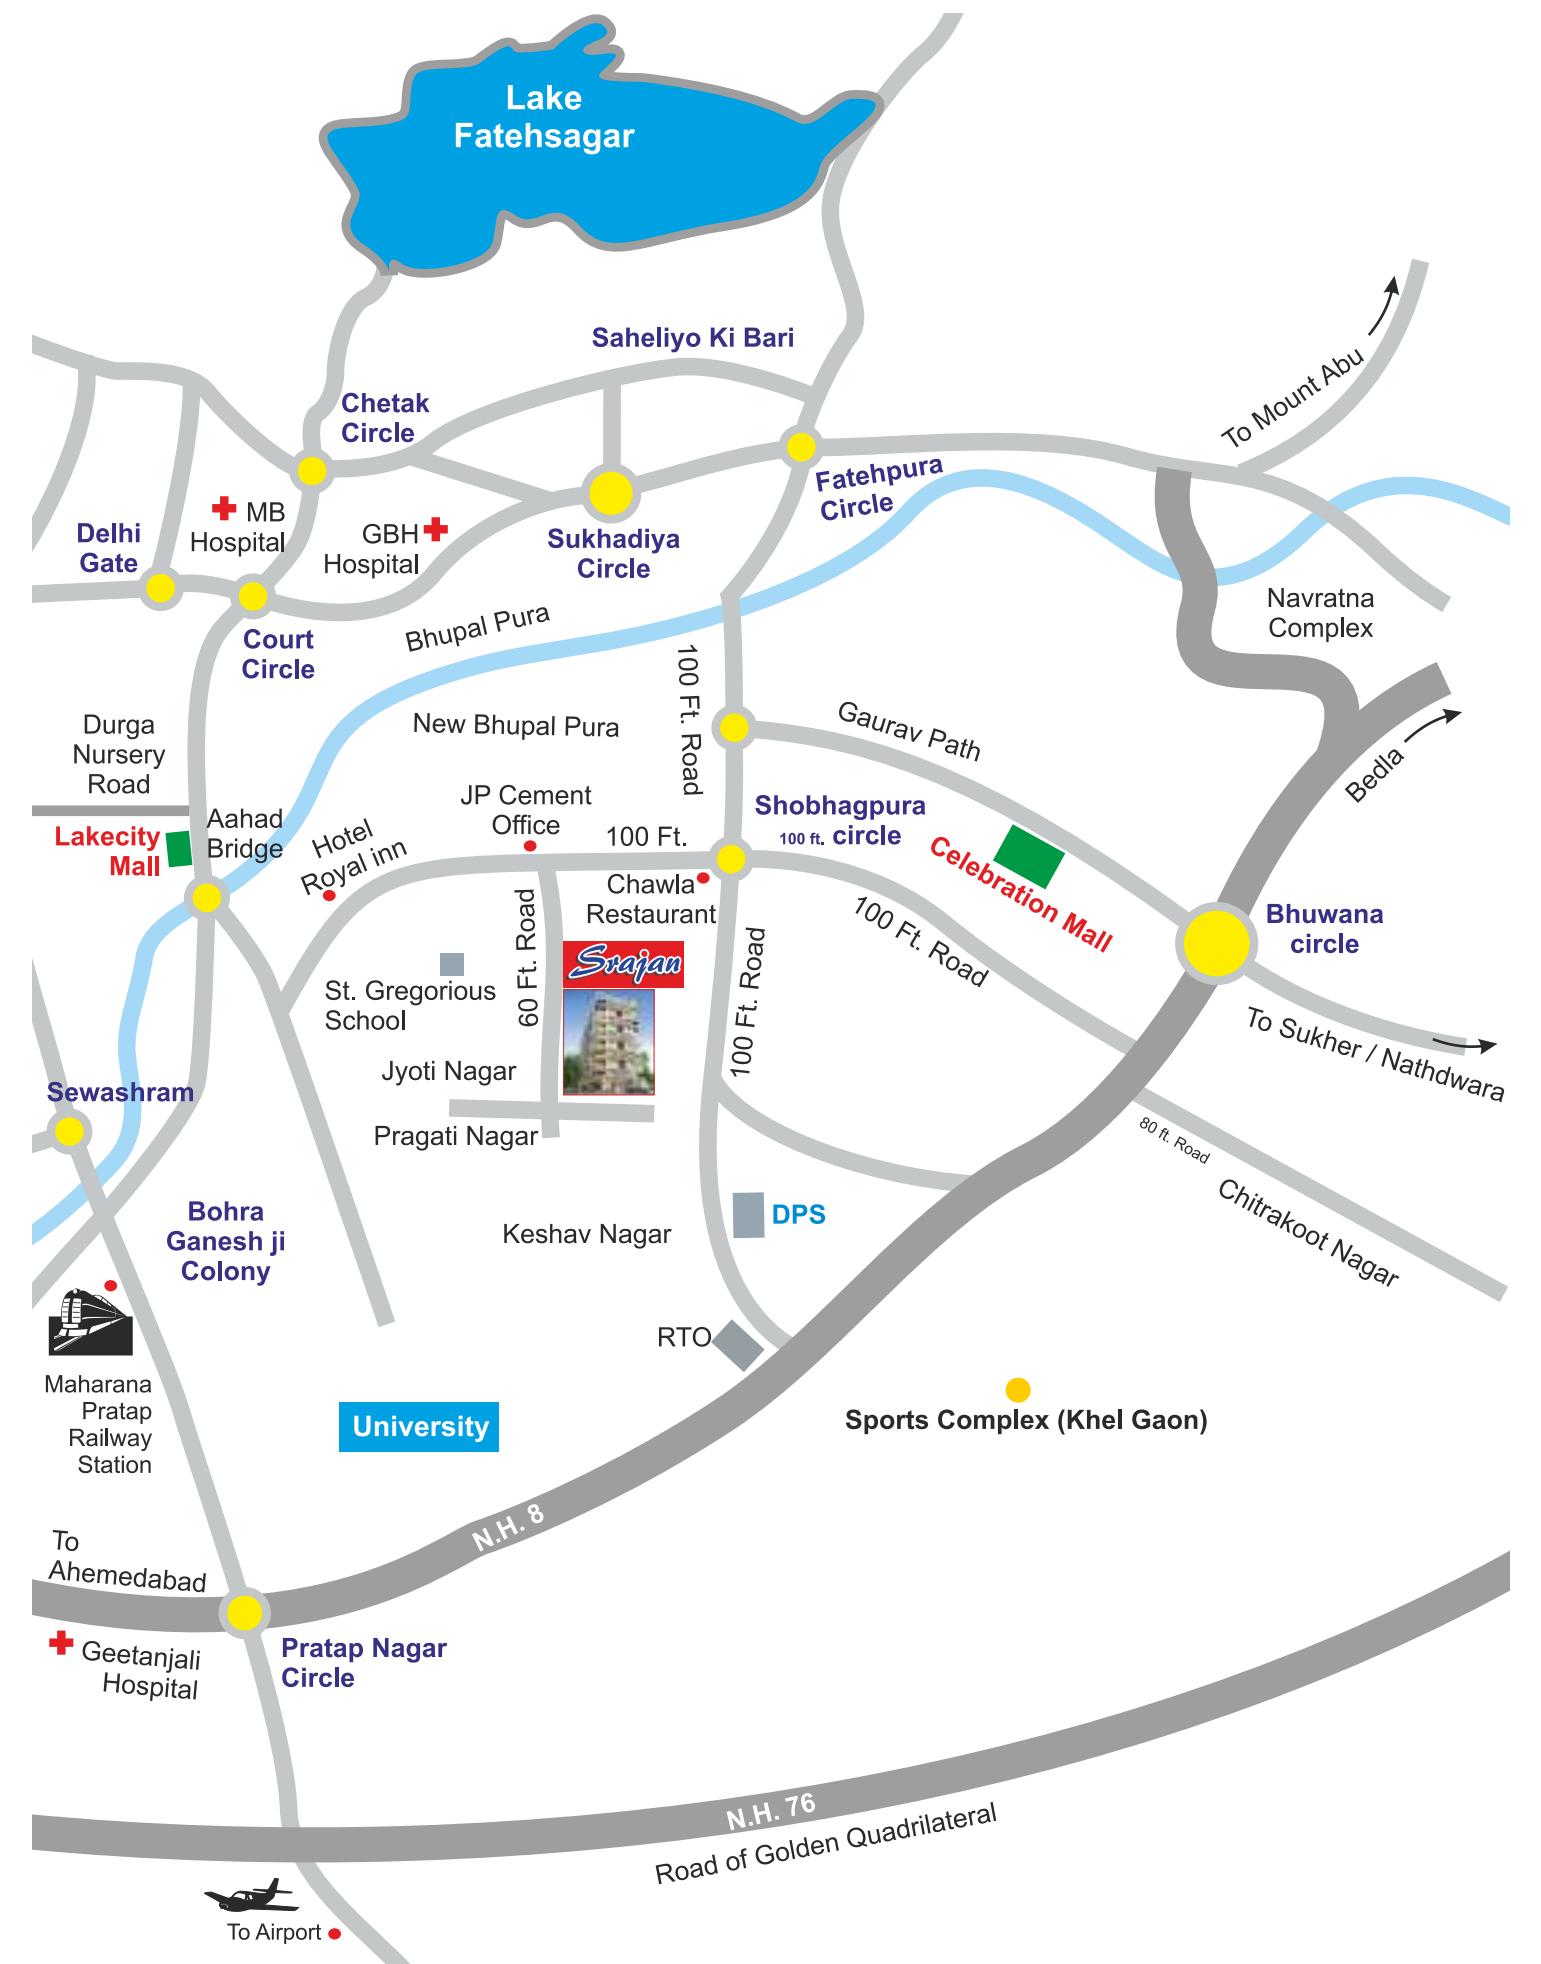 Lake
Fatehsagar
Saheliyo Ki Bari
To Mount Abu
Chetak
Circle
Fatehpura
Circle
MB
Hospital
GBH
Hospital
Delhi
Gate
Sukhadiya
Circle
Navratna
Complex
Court
Circle
Bhupal Pura
100 Ft. Road
Durga
Nursery
Road
New Bhupal Pura
Gaurav Path
Bedla
JP Cement
Office
Shobhagpura
100 ft. circle
Lakecity
Mall
Aahad
Bridge
Hotel
Royal inn
100 Ft.
Celebration Mall
Chawla
Restaurant
100 Ft. Road
Bhuwana
circle
60 Ft. Road
Srajan
100 Ft. Road
St. Gregorious
School
To Sukher / Nathdwara
Jyoti Nagar
Sewashram
Pragati Nagar
80 ft. Road
Chitrakoot Nagar
Bohra
Ganesh ji
Colony
Keshav Nagar
DPS
RTO
Maharana
Pratap
Railway
Station
University
Sports Complex (Khel Gaon)
N.H. 8
To
Ahemedabad
Geetanjali
Hospital
Pratap Nagar
Circle
N.H. 76
Road of Golden Quadrilateral
To Airport